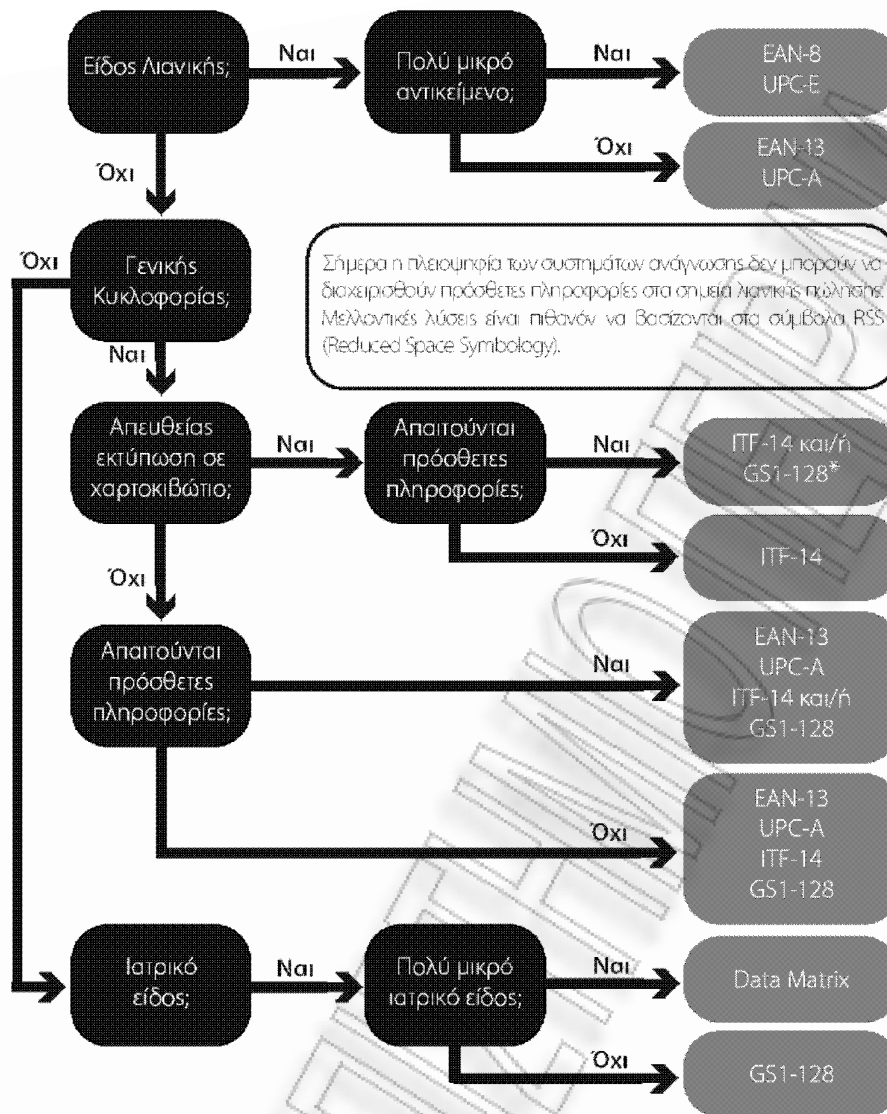 Είδος Λιανικής;
Ναι
Πολύ μικρό
αντικείμενο;
Ναι
EAN-8
UPC-E
Όχι
EAN-13
UPC-A
Όχι
Γενικής
Κυκλοφορίας;
Όχι
Σήμερα η πλειοψηφία των συστημάτων ανάγνωσης δεν μπορούν να
διαχειρισθούν πρόσθετες πληροφορίες στα σημεία λιανικής πώλησης.
Μελλοντικές λύσεις είναι πιθανόν να βασίζονται στα σύμβολα RSS
(Reduced Space Symbology).
Ναι
Απευθείας
εκτύπωση σε
χαρτοκιβώτιο;
Ναι
Απαιτούνται
πρόσθετες
πληροφορίες;
Ναι
ITF-14 και/ή
GS1-128*
Όχι
ITF-14
Όχι
Απαιτούνται
πρόσθετες
πληροφορίες;
Ναι
EAN-13
UPC-A
ITF-14 και/ή
GS1-128
Όχι
EAN-13
UPC-A
ITF-14
GS1-128
Ιατρικό
είδος;
Ναι
Πολύ μικρό
ιατρικό είδος;
Ναι
Data Matrix
Όχι
GS1-128